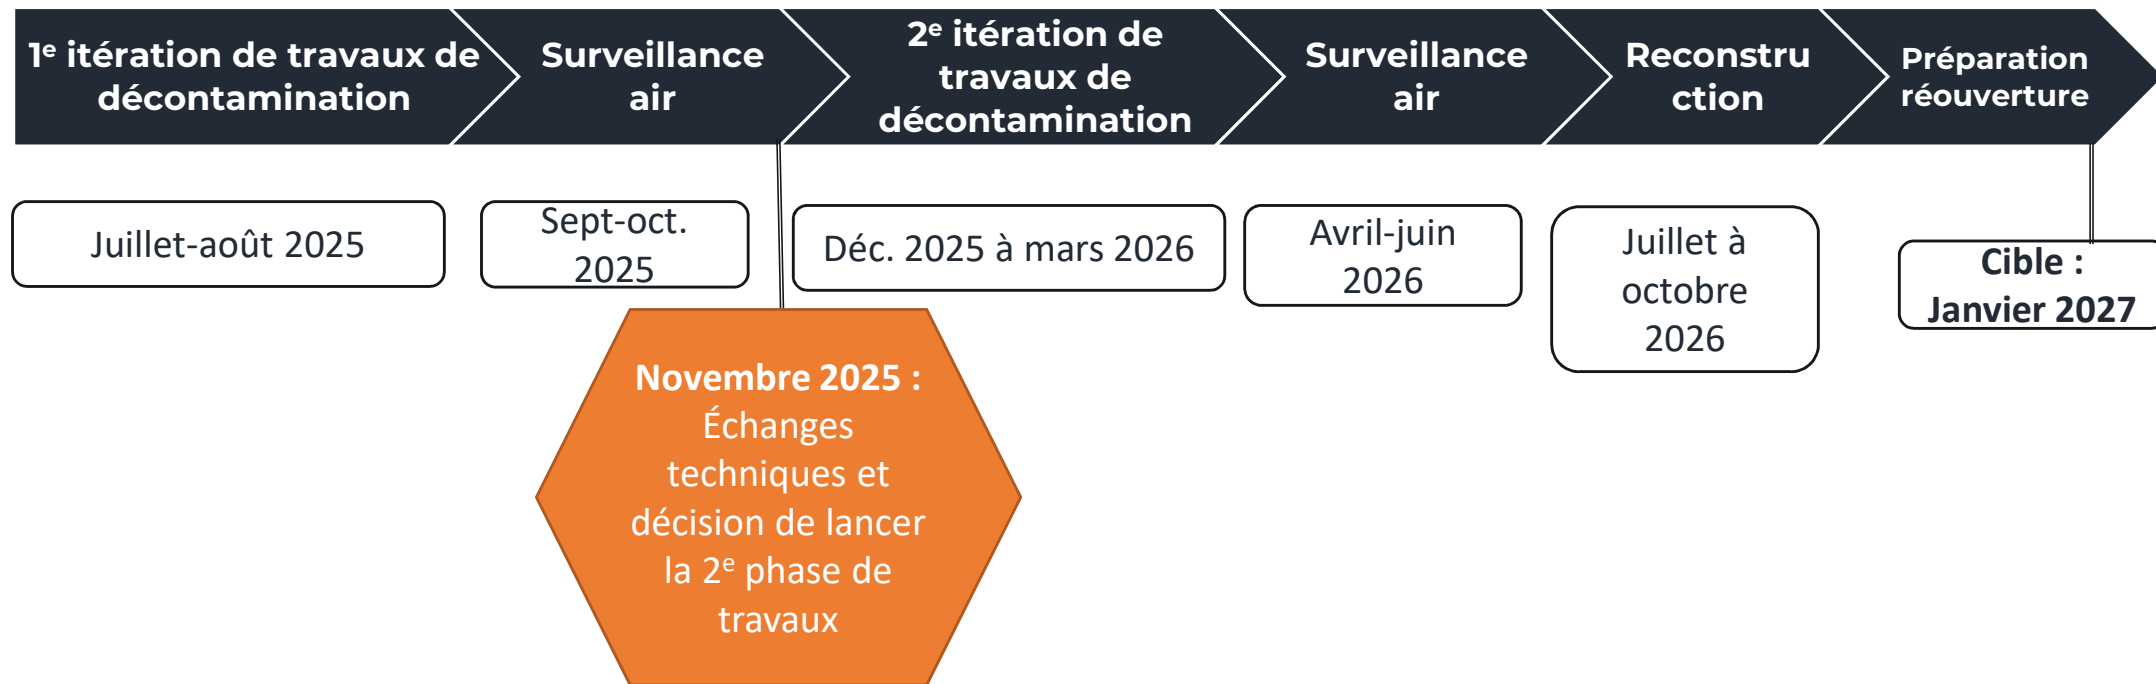 1e itération de travaux de
décontamination
Surveillance
air
2e itération de
travaux de
décontamination
Surveillance
air
Reconstru
ction
Préparation
réouverture
Juillet-août 2025
Sept-oct.
2025
Déc. 2025 à mars 2026
Avril-juin
2026
Juillet à
octobre
2026
Cible :
Janvier 2027
Novembre 2025 :
Échanges
techniques et
décision de lancer
la 2e phase de
travaux